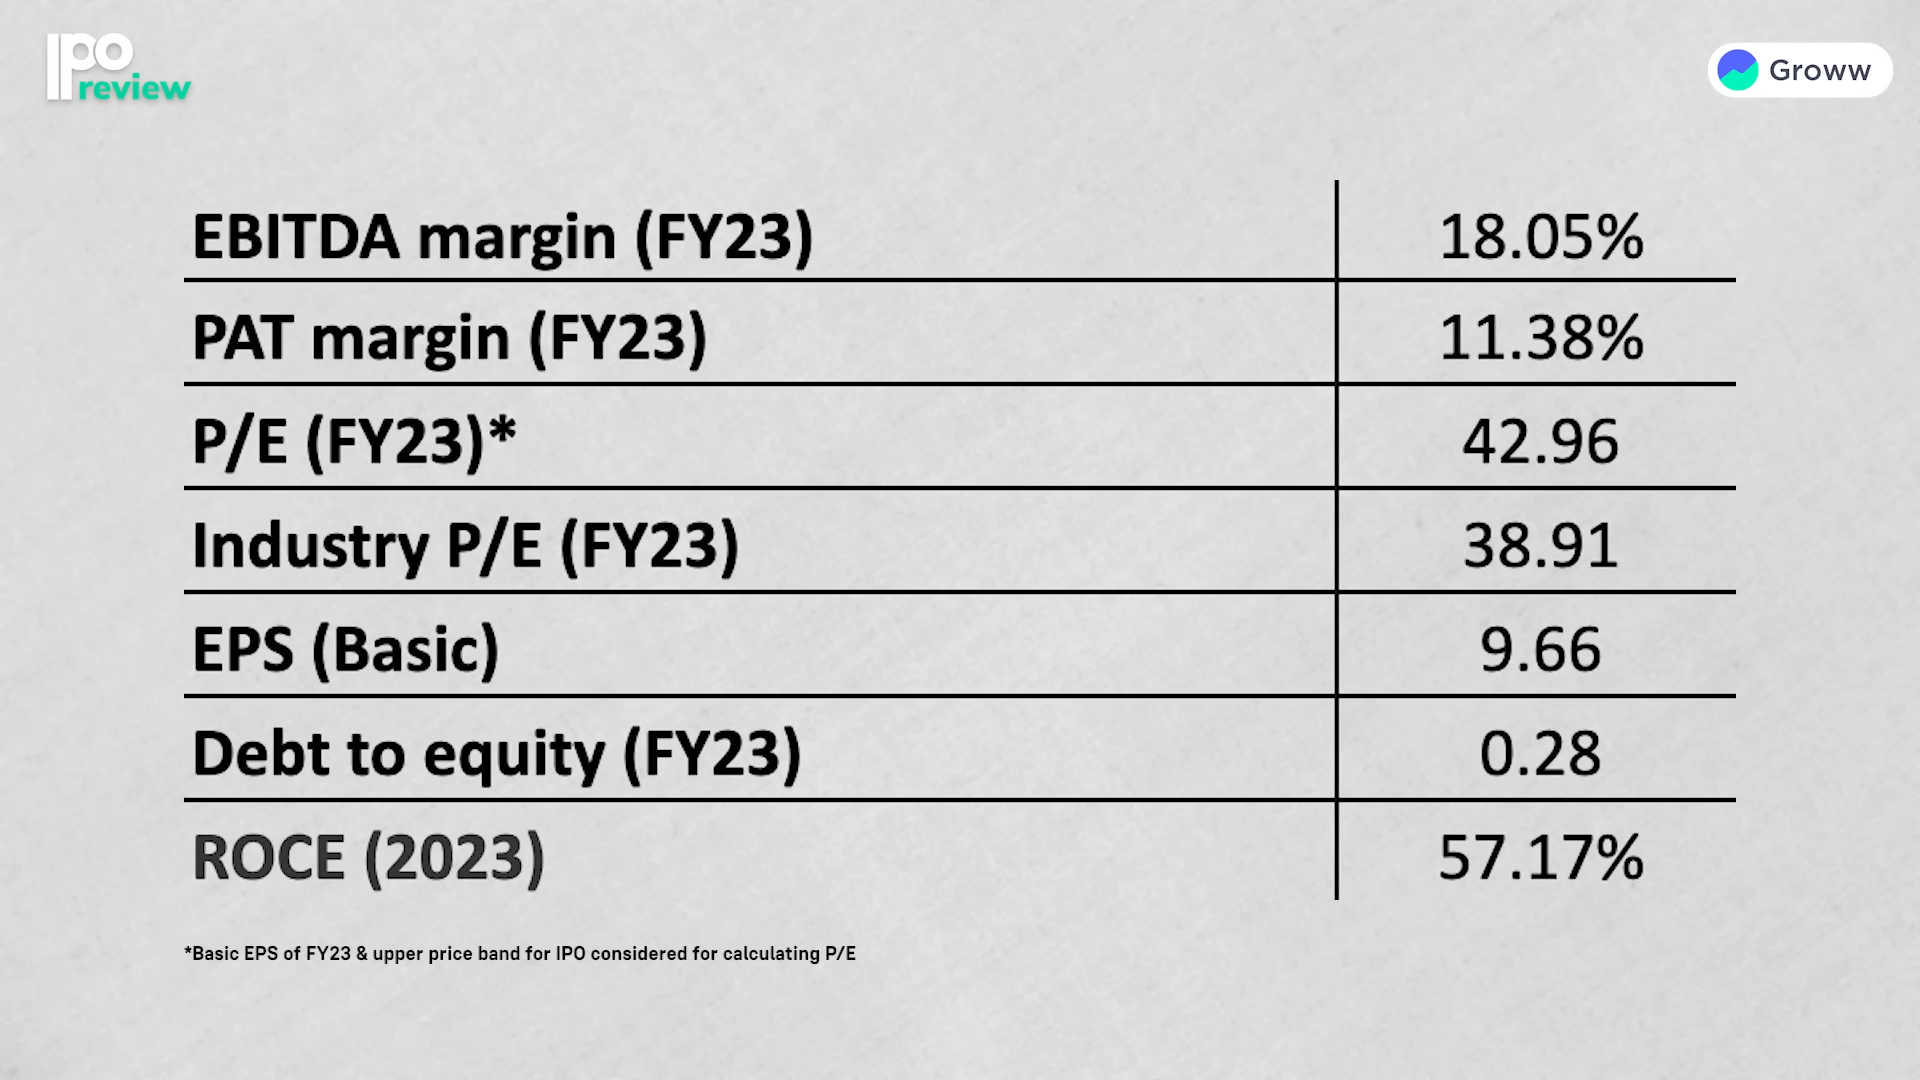 IPO
review
Groww
EBITDA margin (FY23) 18.05%
PAT margin (FY23) 11.38%
P/E (FY23)* 42.96
Industry P/E (FY23) 38.91
EPS (Basic) 9.66
Debt to equity (FY23) 0.28
ROCE (2023) 57.17%
*Basic EPS of FY23 & upper price band for IPO considered for calculating P/E